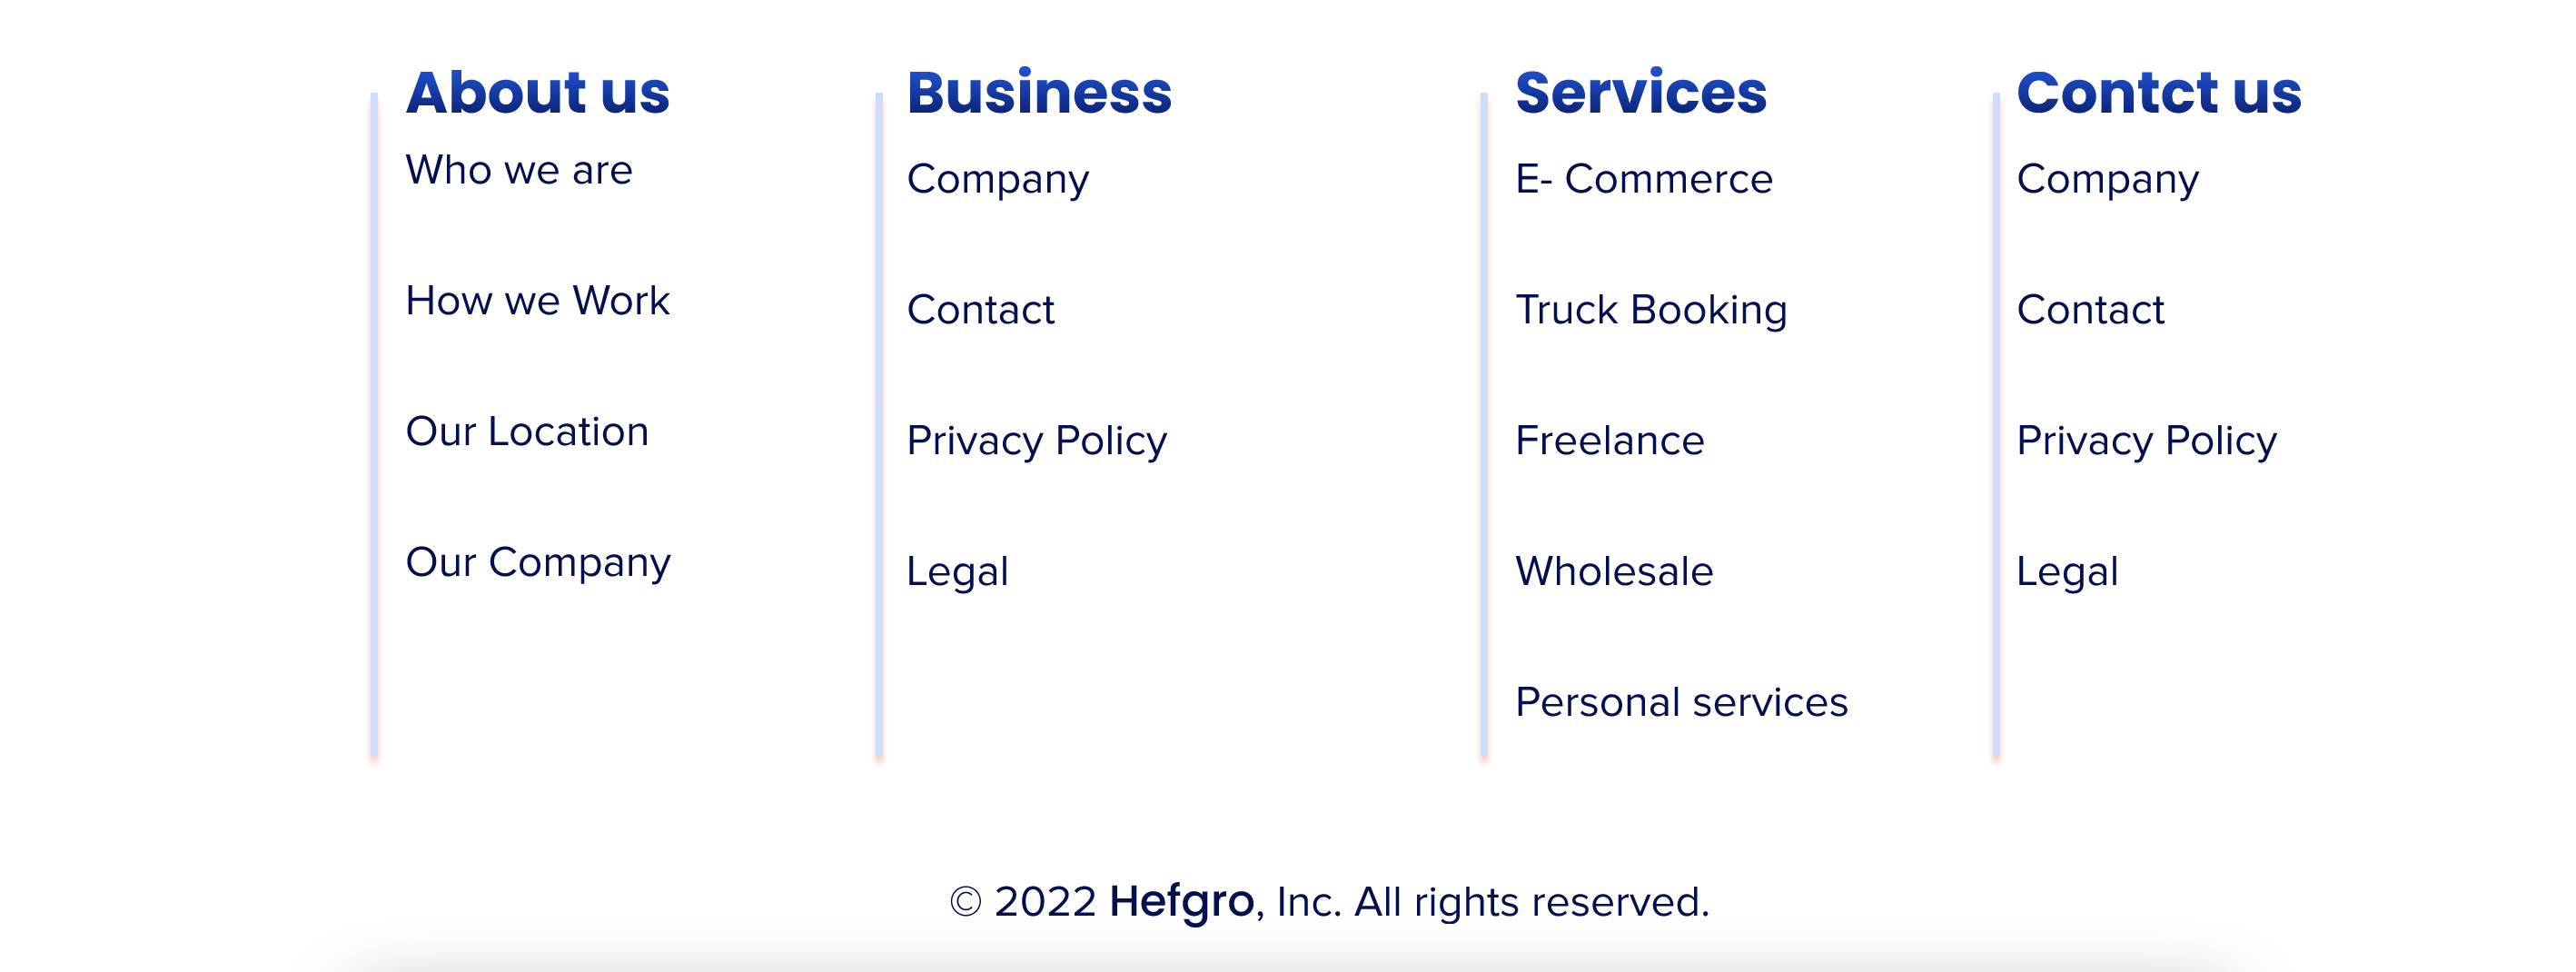 About us
Who we are
How we Work
Our Location
Our Company
Business
Company
Contact
Privacy Policy
Legal
Services
E- Commerce
Truck Booking
Freelance
Wholesale
Personal services
Contct us
Company
Contact
Privacy Policy
Legal
© 2022 Hefgro, Inc. All rights reserved.